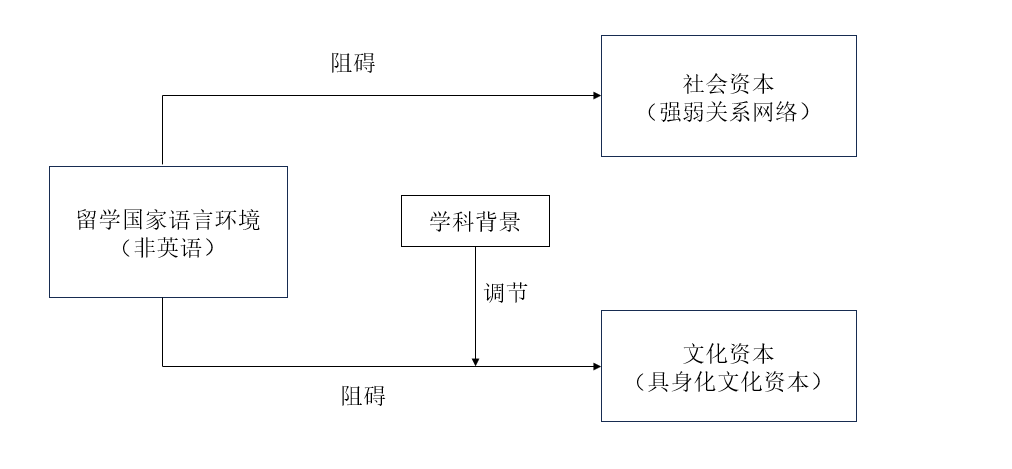 阻碍
社会资本
（强弱关系网络）
留学国家语言环境
（非英语）
学科背景
调节
文化资本
（具身化文化资本）
阻碍